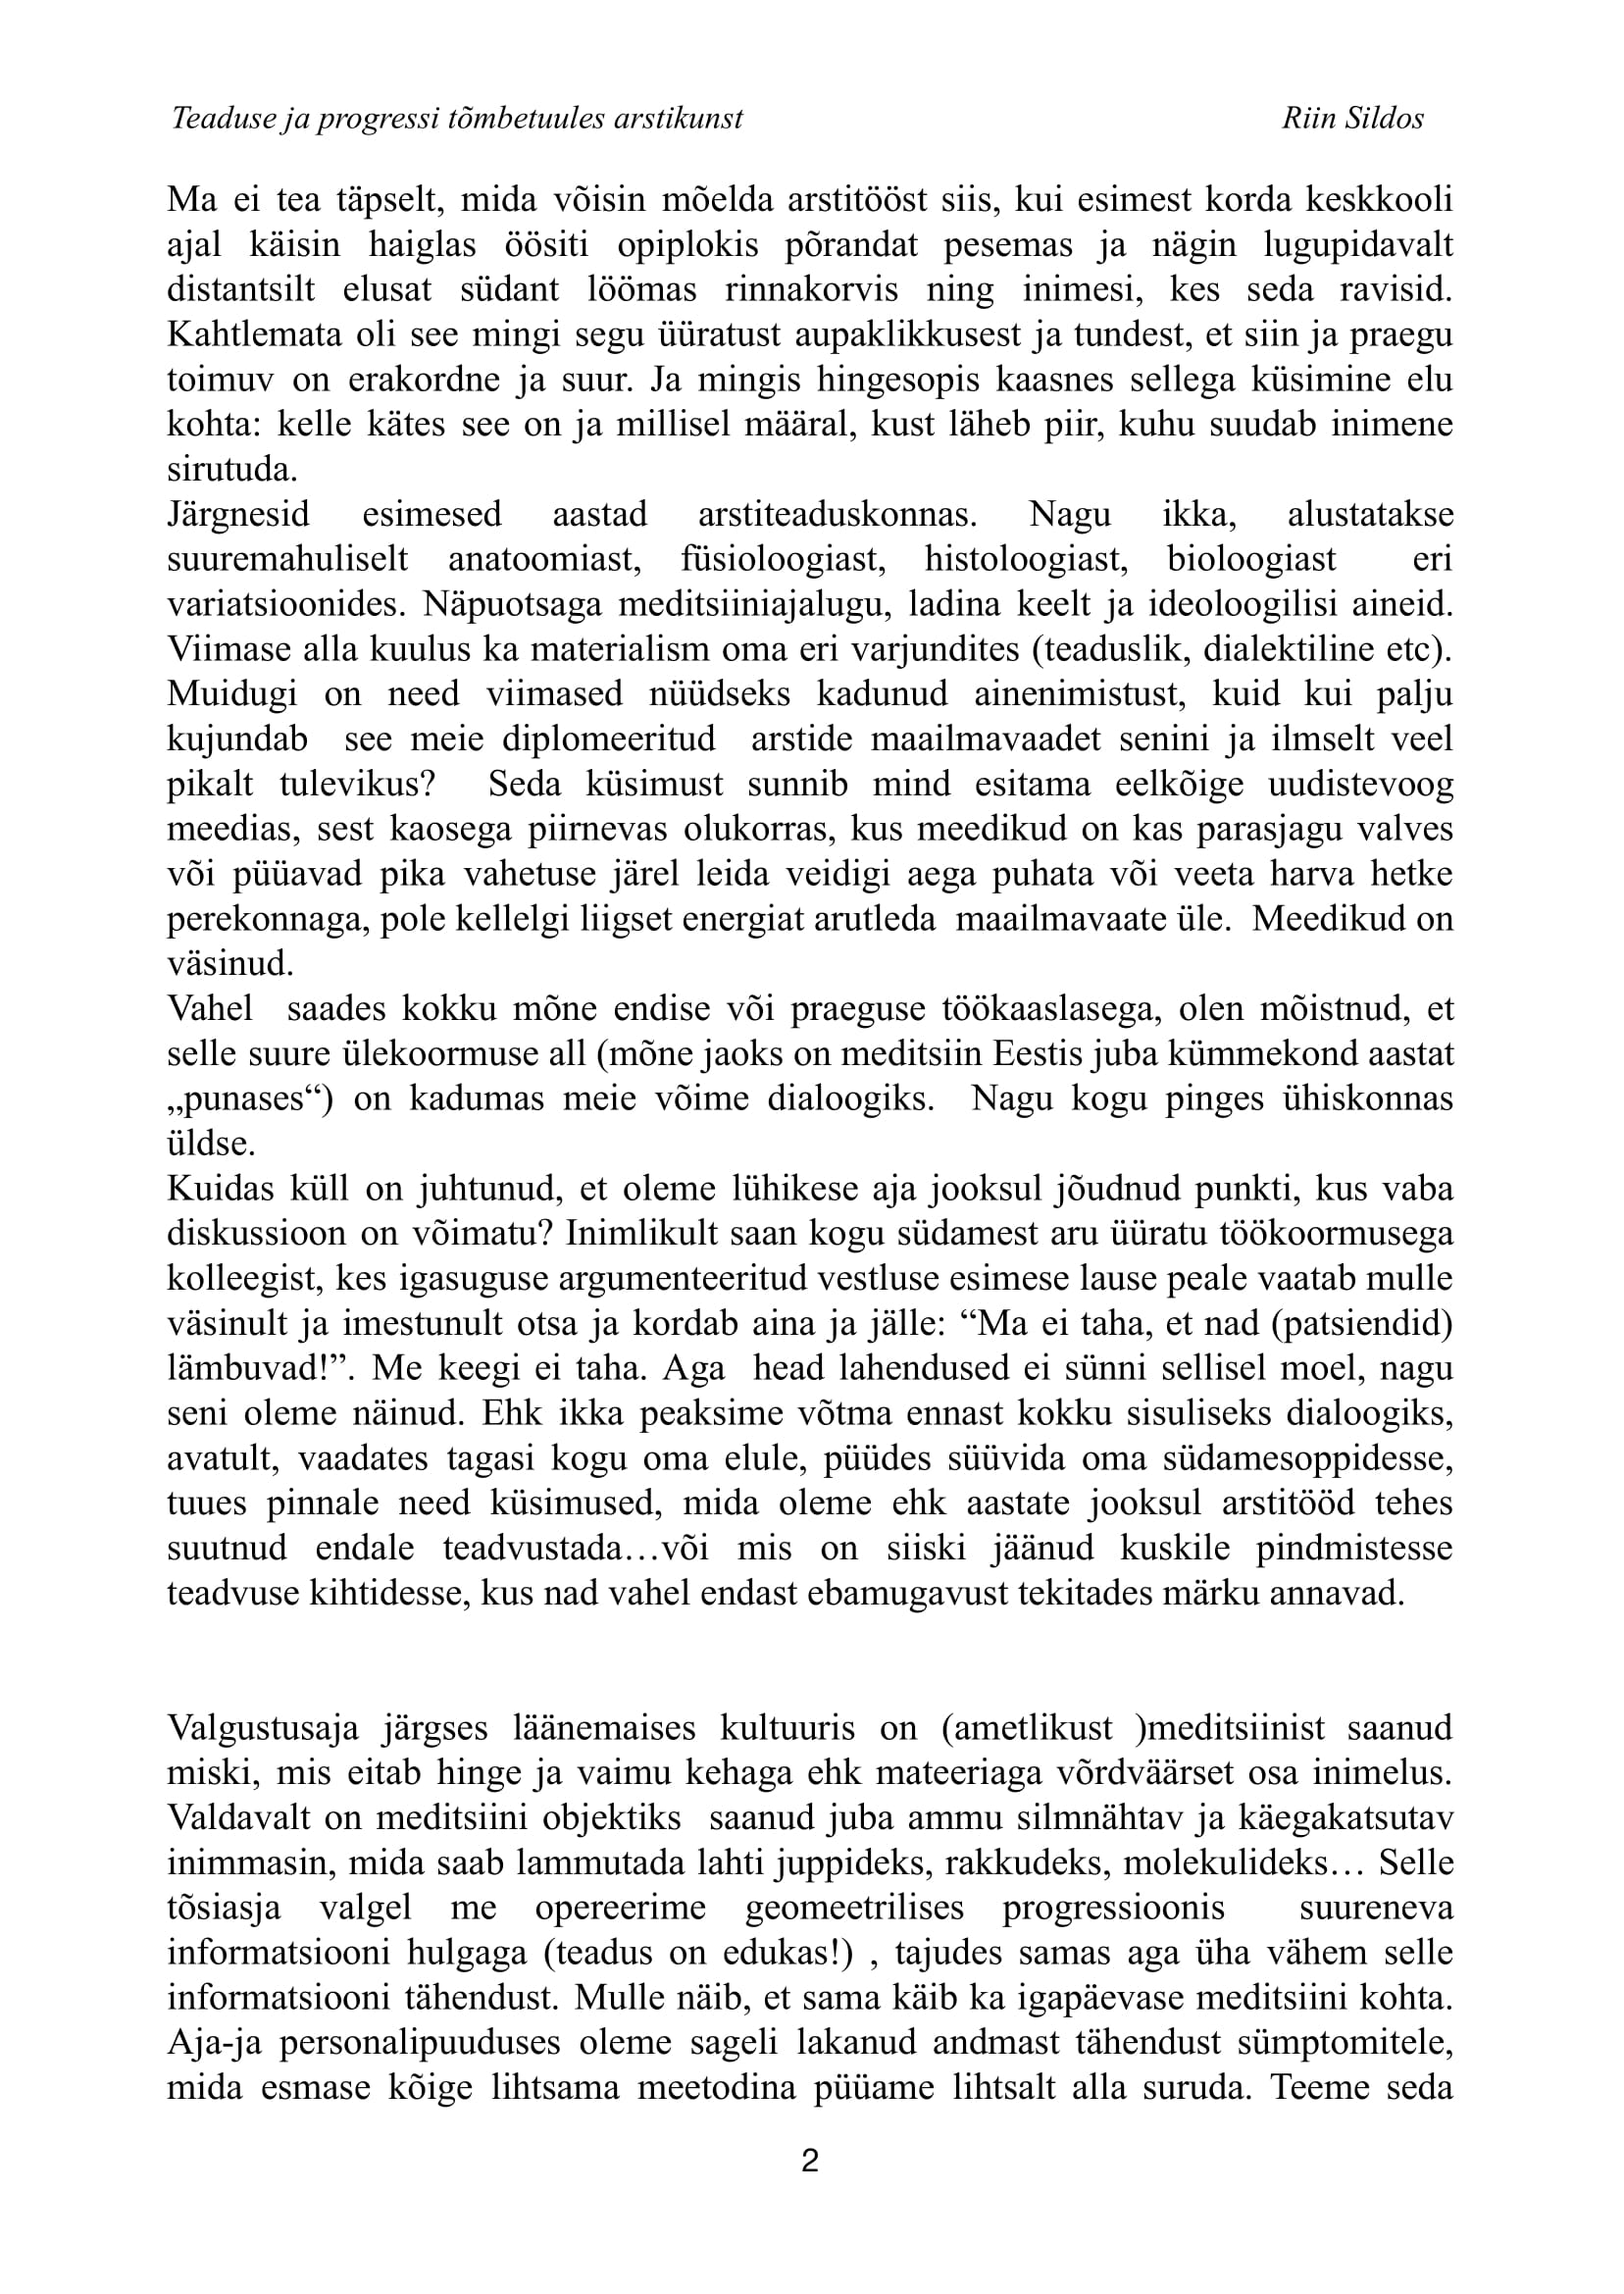 Teaduse ja progressi tõmbetuules arstikunst Riin Sildos
Ma ei tea täpselt, mida võisin mõelda arstitööst siis, kui esimest korda keskkooli
ajal käisin haiglas öösiti opiplokis põrandat pesemas ja nägin lugupidavalt
distantsilt elusat südant löömas rinnakorvis ning inimesi, kes seda ravisid.
Kahtlemata oli see mingi segu üüratust aupaklikkusest ja tundest, et siin ja praegu
toimuv on erakordne ja suur. Ja mingis hingesopis kaasnes sellega küsimine elu
kohta: kelle kätes see on ja millisel määral, kust läheb piir, kuhu suudab inimene
sirutuda.
Järgnesid esimesed aastad arstiteaduskonnas. Nagu ikka, alustatakse
suuremahuliselt anatoomiast, füsioloogiast, histoloogiast, bioloogiast eri
variatsioonides. Näpuotsaga meditsiiniajalugu, ladina keelt ja ideoloogilisi aineid.
Viimase alla kuulus ka materialism oma eri varjundites (teaduslik, dialektiline etc).
Muidugi on need viimased nüüdseks kadunud ainenimistust, kuid kui palju
kujundab see meie diplomeeritud arstide maailmavaadet senini ja ilmselt veel
pikalt tulevikus? Seda küsimust sunnib mind esitama eelkõige uudistevoog
meedias, sest kaosega piirnevas olukorras, kus meedikud on kas parasjagu valves
või püüavad pika vahetuse järel leida veidigi aega puhata või veeta harva hetke
perekonnaga, pole kellelgi liigset energiat arutleda maailmavaate üle. Meedikud on
väsinud.
Vahel saades kokku mõne endise või praeguse töökaaslasega, olen mõistnud, et
selle suure ülekoormuse all (mõne jaoks on meditsiin Eestis juba kümmekond aastat
„punases“) on kadumas meie võime dialoogiks. Nagu kogu pinges ühiskonnas
üldse.
Kuidas küll on juhtunud, et oleme lühikese aja jooksul jõudnud punkti, kus vaba
diskussioon on võimatu? Inimlikult saan kogu südamest aru üüratu töökoormusega
kolleegist, kes igasuguse argumenteeritud vestluse esimese lause peale vaatab mulle
väsinult ja imestunult otsa ja kordab aina ja jälle: “Ma ei taha, et nad (patsiendid)
lämbuvad!”. Me keegi ei taha. Aga head lahendused ei sünni sellisel moel, nagu
seni oleme näinud. Ehk ikka peaksime võtma ennast kokku sisuliseks dialoogiks,
avatult, vaadates tagasi kogu oma elule, püüdes süüvida oma südamesoppidesse,
tuues pinnale need küsimused, mida oleme ehk aastate jooksul arstitööd tehes
suutnud endale teadvustada…või mis on siiski jäänud kuskile pindmistesse
teadvuse kihtidesse, kus nad vahel endast ebamugavust tekitades märku annavad.
Valgustusaja järgses läänemaises kultuuris on (ametlikust )meditsiinist saanud
miski, mis eitab hinge ja vaimu kehaga ehk mateeriaga võrdväärset osa inimelus.
Valdavalt on meditsiini objektiks saanud juba ammu silmnähtav ja käegakatsutav
inimmasin, mida saab lammutada lahti juppideks, rakkudeks, molekulideks… Selle
tõsiasja valgel me opereerime geomeetrilises progressioonis suureneva
informatsiooni hulgaga (teadus on edukas!) , tajudes samas aga üha vähem selle
informatsiooni tähendust. Mulle näib, et sama käib ka igapäevase meditsiini kohta.
Aja-ja personalipuuduses oleme sageli lakanud andmast tähendust sümptomitele,
mida esmase kõige lihtsama meetodina püüame lihtsalt alla suruda. Teeme seda
2